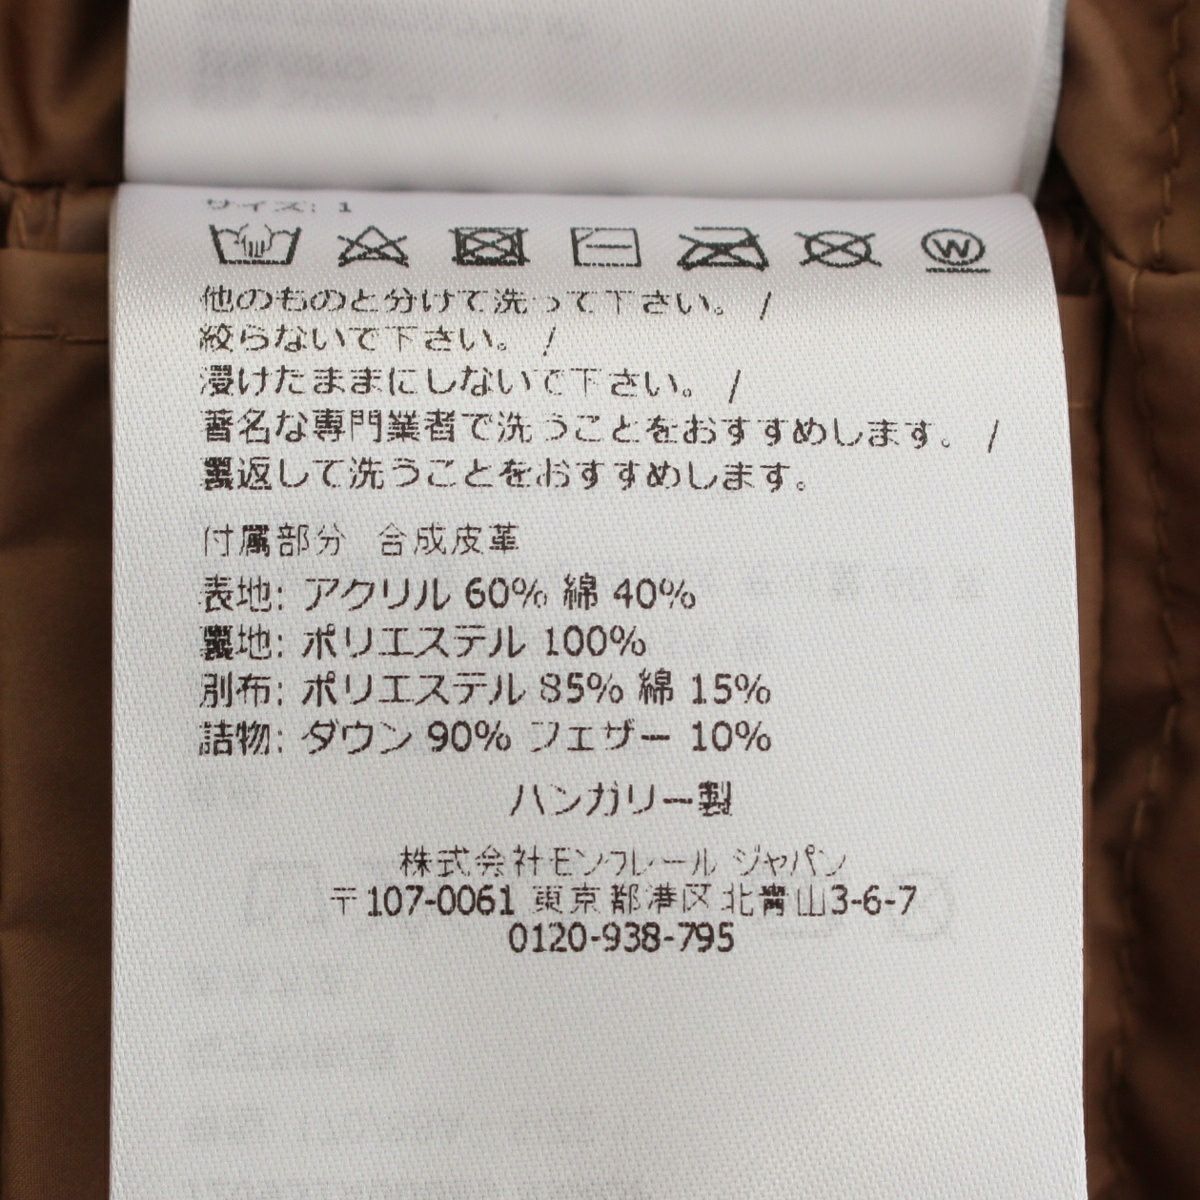 サイズ: 1
W
他のものと分けて洗って下さい。 /
絞らないで下さい。 /
浸けたままにしないで下さい。 /
著名な専門業者で洗うことをおすすめします。 /
裏返して洗うことをおすすめします。
付属部分 合成皮革
表地: アクリル 60% 綿 40%
裏地: ポリエステル 100%
別布: ポリエステル 85% 綿 15%
詰物: ダウン 90% フェザー 10%
ハンガリー製
株式会社モンクレール ジャパン
〒107-0061 東京都港区北青山3-6-7
0120-938-795